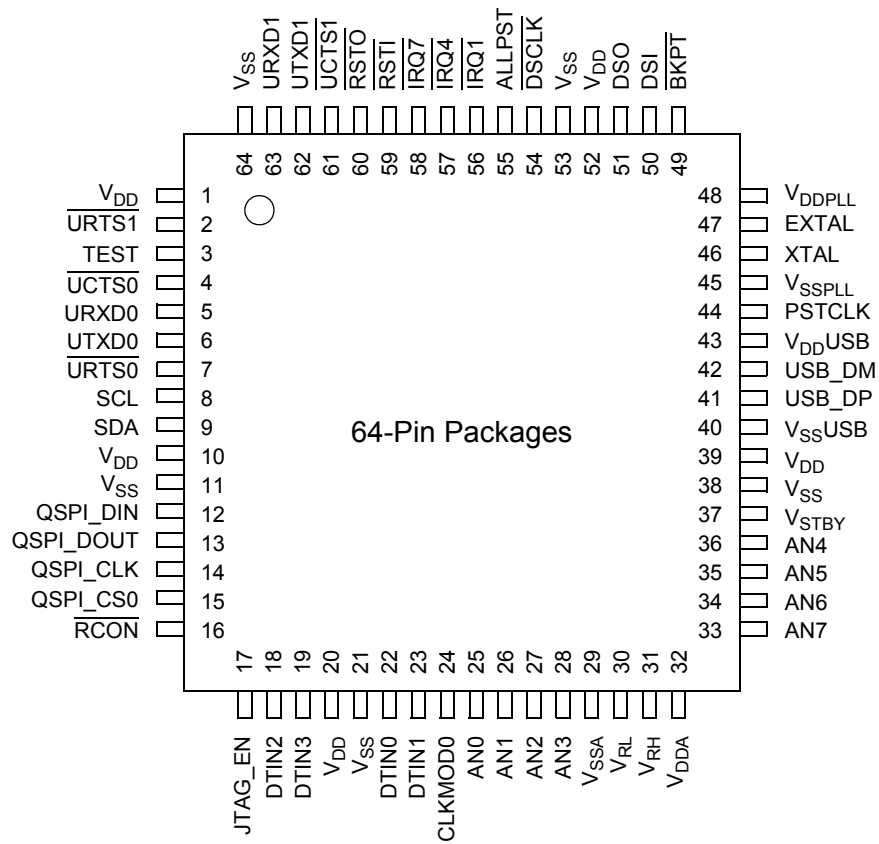 VSS URXD1 UTXD1 UCTS1 RSTO RSTI IRQ7 IRQ4 IRQ1 ALLPST DSCLK VSS VDD DSO DSI BKPT
64 63 62 61 60 59 58 57 56 55 54 53 52 51 50 49
VDD 1
URTS1 2
TEST 3
UCTS0 4
URXD0 5
UTXD0 6
URTS0 7
SCL 8
SDA 9
VDD 10
VSS 11
QSPI_DIN 12
QSPI_DOUT 13
QSPI_CLK 14
QSPI_CS0 15
RCON 16
64-Pin Packages
48 VDDPLL
47 EXTAL
46 XTAL
45 VSSPLL
44 PSTCLK
43 VDDUSB
42 USB_DM
41 USB_DP
40 VSSUSB
39 VDD
38 VSS
37 VSTBY
36 AN4
35 AN5
34 AN6
33 AN7
17 18 19 20 21 22 23 24 25 26 27 28 29 30 31 32
JTAG_EN DTIN2 DTIN3 VDD VSS DTIN0 DTIN1 CLKMOD0 AN0 AN1 AN2 AN3 VSSA VRL VRH VDDA